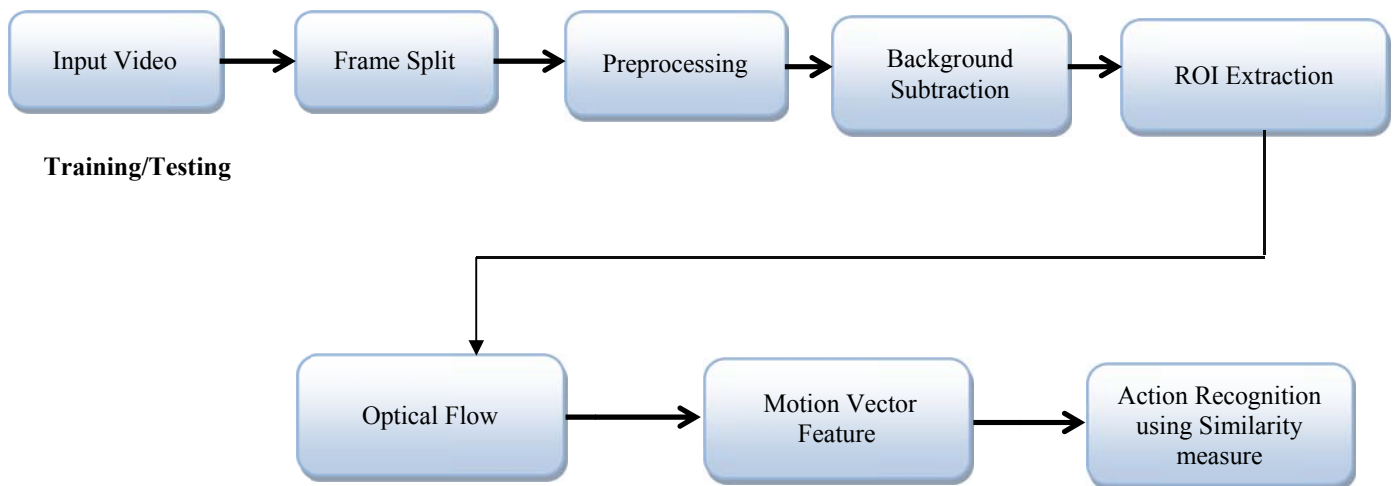 Input Video
Frame Split
Preprocessing
Background
Subtraction
ROI Extraction
Training/Testing
Optical Flow
Motion Vector
Feature
Action Recognition
using Similarity
measure